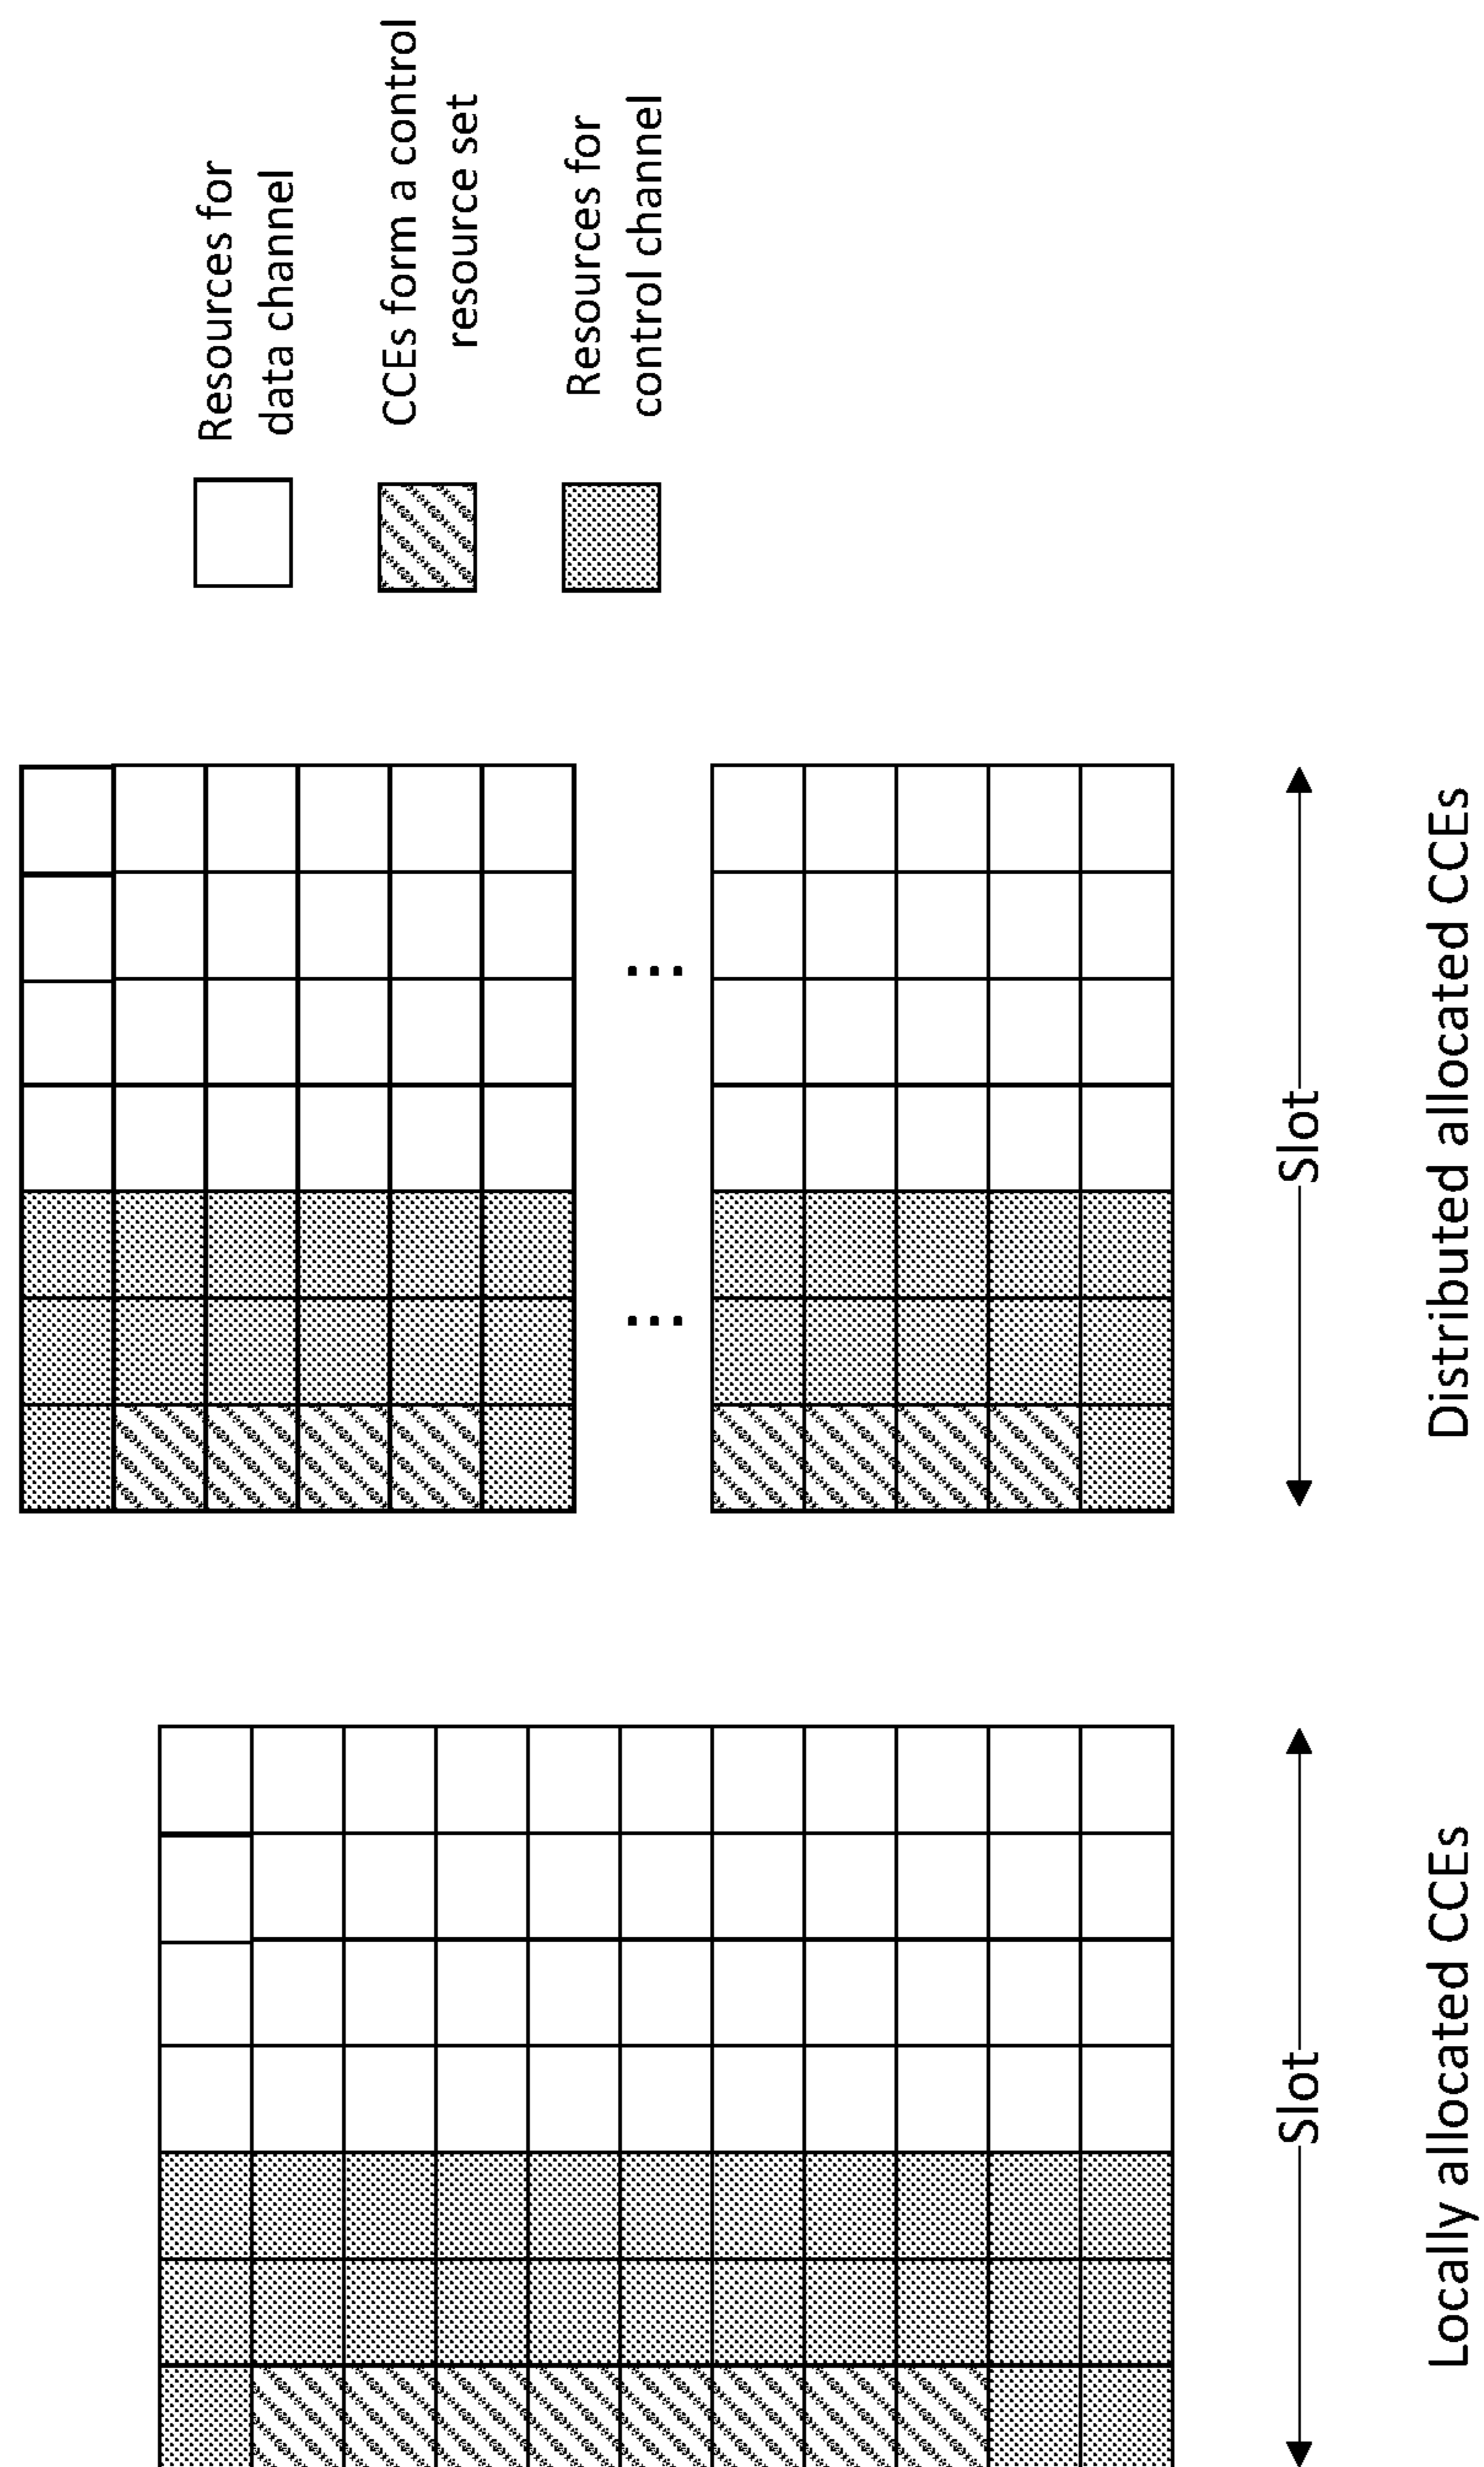 Resources for
data channel
CCEs form a control
resource set
Resources for
control channel
...
...
Slot
Slot
Locally allocated CCEs
Distributed allocated CCEs